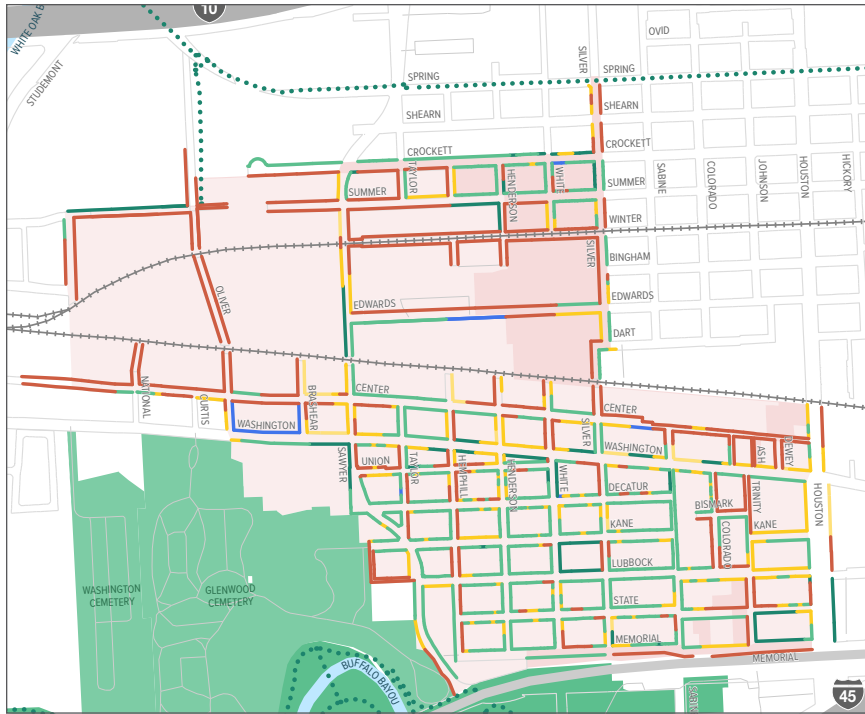 10
WHITE OAK B
STUDEMONT
OVID
SILVER
SPRING
SPRING
SHEARN
SHEARN
CROCKETT
CROCKETT
TAYLOR
HENDERSON
WHITE
SUMMER
SUMMER
SABINE
COLORADO
JOHNSON
HOUSTON
HICKORY
WINTER
SILVER
BINGHAM
OLIVER
EDWARDS
EDWARDS
DART
NATIONAL
CURTIS
BRASHEAR
CENTER
CENTER
WASHINGTON
SILVER
WASHINGTON
SAWYER
UNION
TAYLOR
HEMPHILL
HENDERSON
WHITE
ASH
DEWEY
DECATUR
BISMARK
TRINITY
HOUSTON
KANE
KANE
COLORADO
LUBBOCK
WASHINGTON
CEMETERY
GLENWOOD
CEMETERY
STATE
MEMORIAL
MEMORIAL
BUFFALO BAYOU
SABIN
45